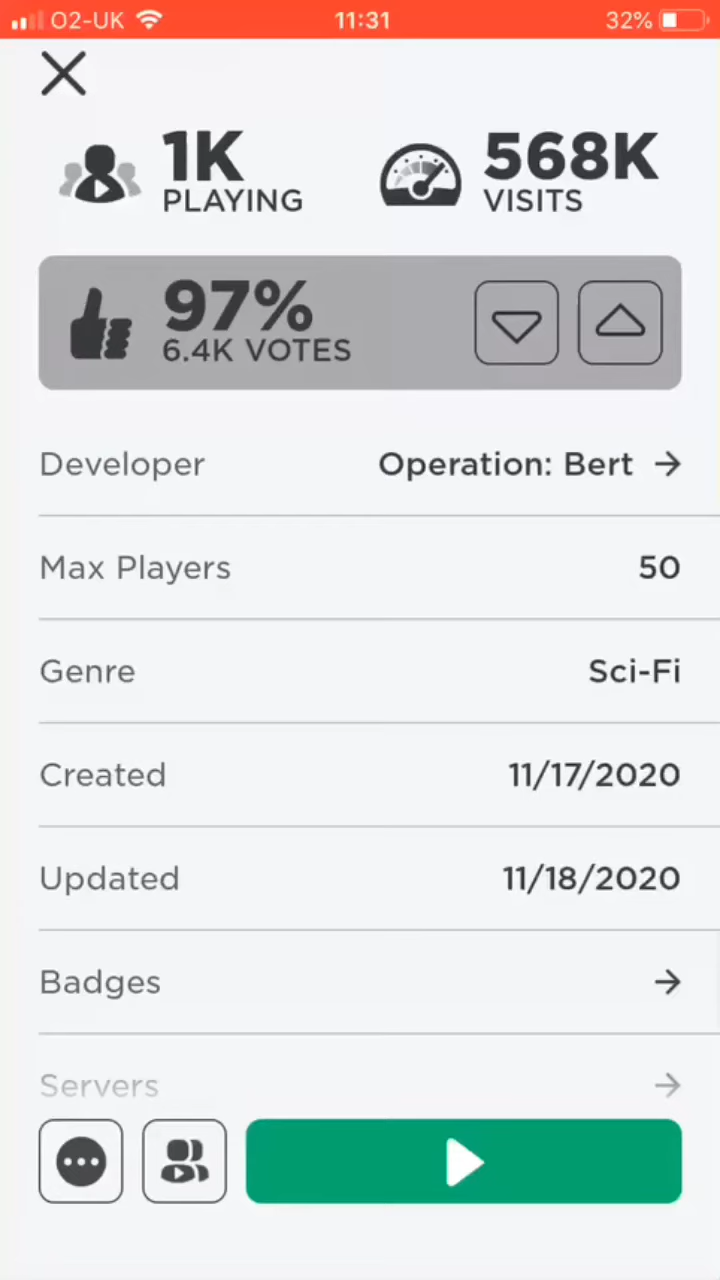 O2-UK 11:31 32%
1K 568K
PLAYING VISITS
97%
6.4K VOTES
Developer Operation: Bert →
Max Players 50
Genre Sci-Fi
Created 11/17/2020
Updated 11/18/2020
Badges →
Servers →